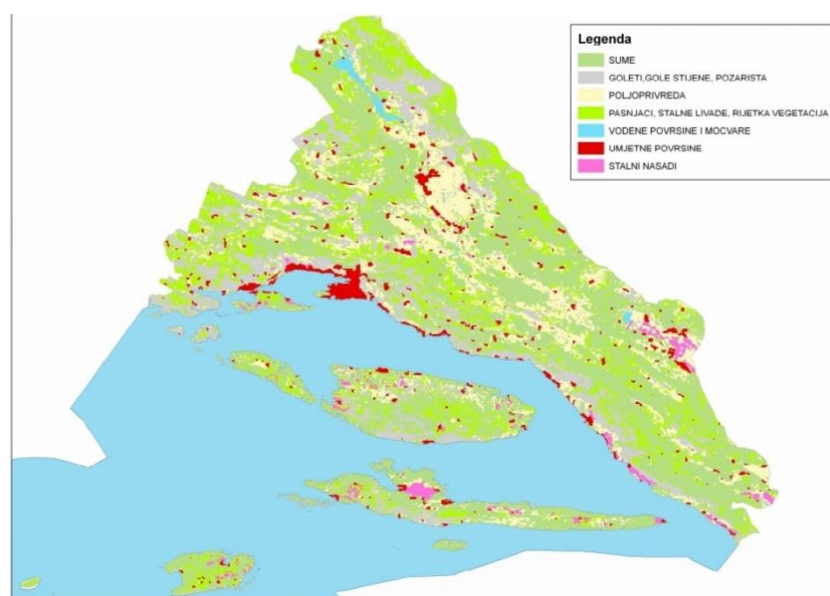 Legenda
SUME
GOLETI,GOLE STIJENE, POZARISTA
POLJOPRIVREDA
PASNJACI, STALNE LIVADE, RIJETKA VEGETACIJA
VODENE POVRSINE I MOCVARE
UMJETNE POVRSINE
STALNI NASADI